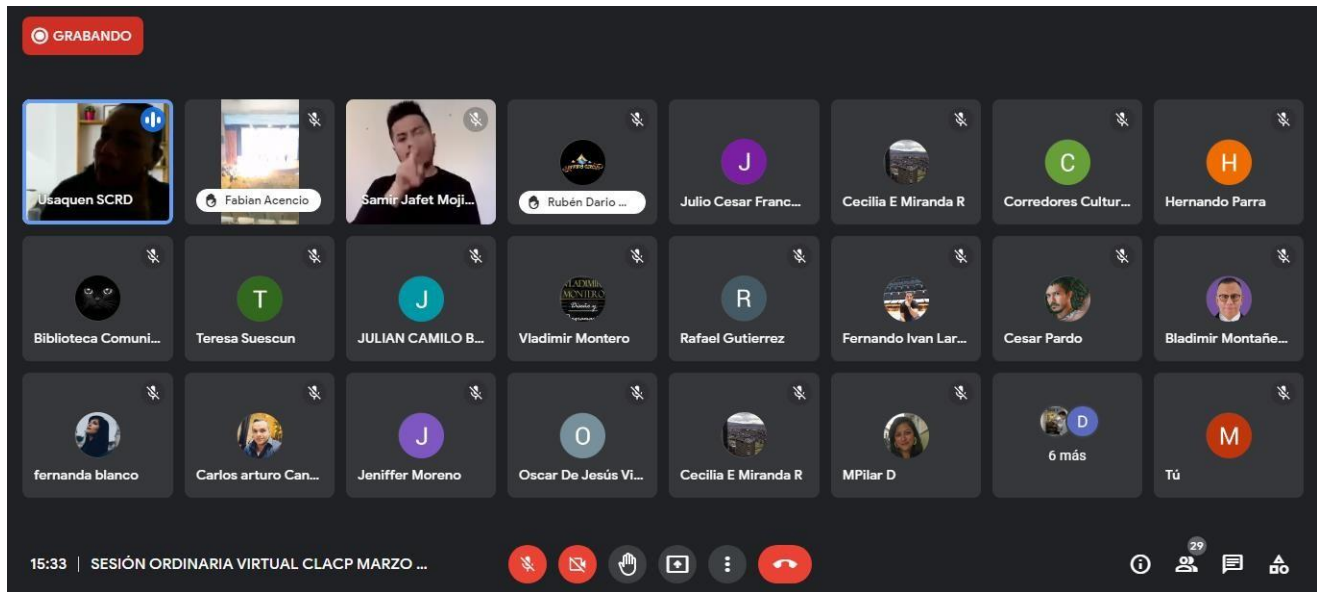 GRABANDO
Usaquen SCRD
Fabian Acencio
Samir Jafet Moji...
Rubén Dario ...
J
Julio Cesar Franc...
Cecilia E Miranda R
C
Corredores Cultur...
H
Hernando Parra
Biblioteca Comuni...
T
Teresa Suescun
J
JULIAN CAMILO B...
VLADIMIR
MONTERO
Vladimir Montero
R
Rafael Gutierrez
Fernando Ivan Lar...
Cesar Pardo
Bladimir Montañe...
fernanda blanco
Carlos arturo Can...
J
Jeniffer Moreno
O
Oscar De Jesús Vi...
Cecilia E Miranda R
MPilar D
D
6 más
M
Tú
15:33 | SESIÓN ORDINARIA VIRTUAL CLACP MARZO ...
29